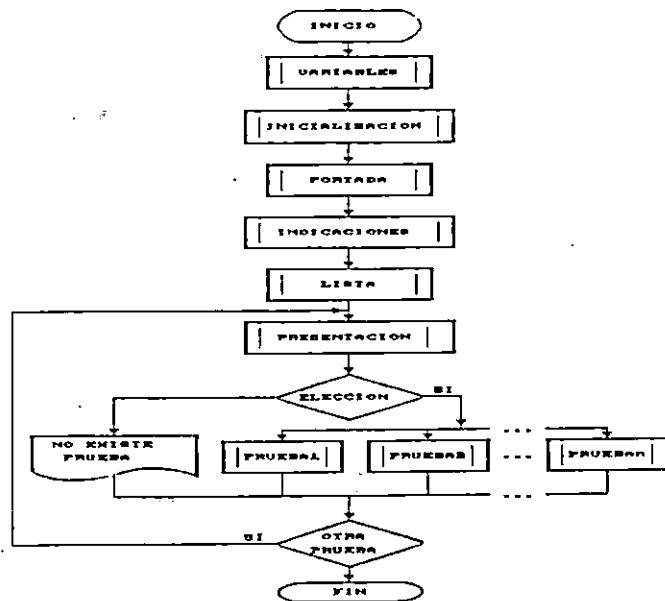 INICIO
VARIABLES
INICIALIZACION
PORTADA
INDICACIONES
LISTA
PRESENTACION
ELECCION
SI
NO EXISTE
PRUEBA
PRUEBA1
PRUEBA2
PRUEBAn
SI
OTRA
PRUEBA
FIN